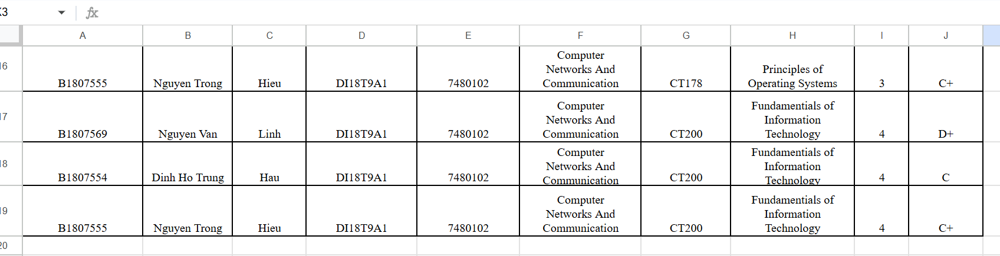 K3 fx
A B C D E F G H I J
16 B1807555 Nguyen Trong Hieu DI18T9A1 7480102 Computer Networks And Communication CT178 Principles of Operating Systems 3 C+
17 B1807569 Nguyen Van Linh DI18T9A1 7480102 Computer Networks And Communication CT200 Fundamentials of Information Technology 4 D+
18 B1807554 Dinh Ho Trung Hau DI18T9A1 7480102 Computer Networks And Communication CT200 Fundamentials of Information Technology 4 C
19 B1807555 Nguyen Trong Hieu DI18T9A1 7480102 Computer Networks And Communication CT200 Fundamentials of Information Technology 4 C+
20